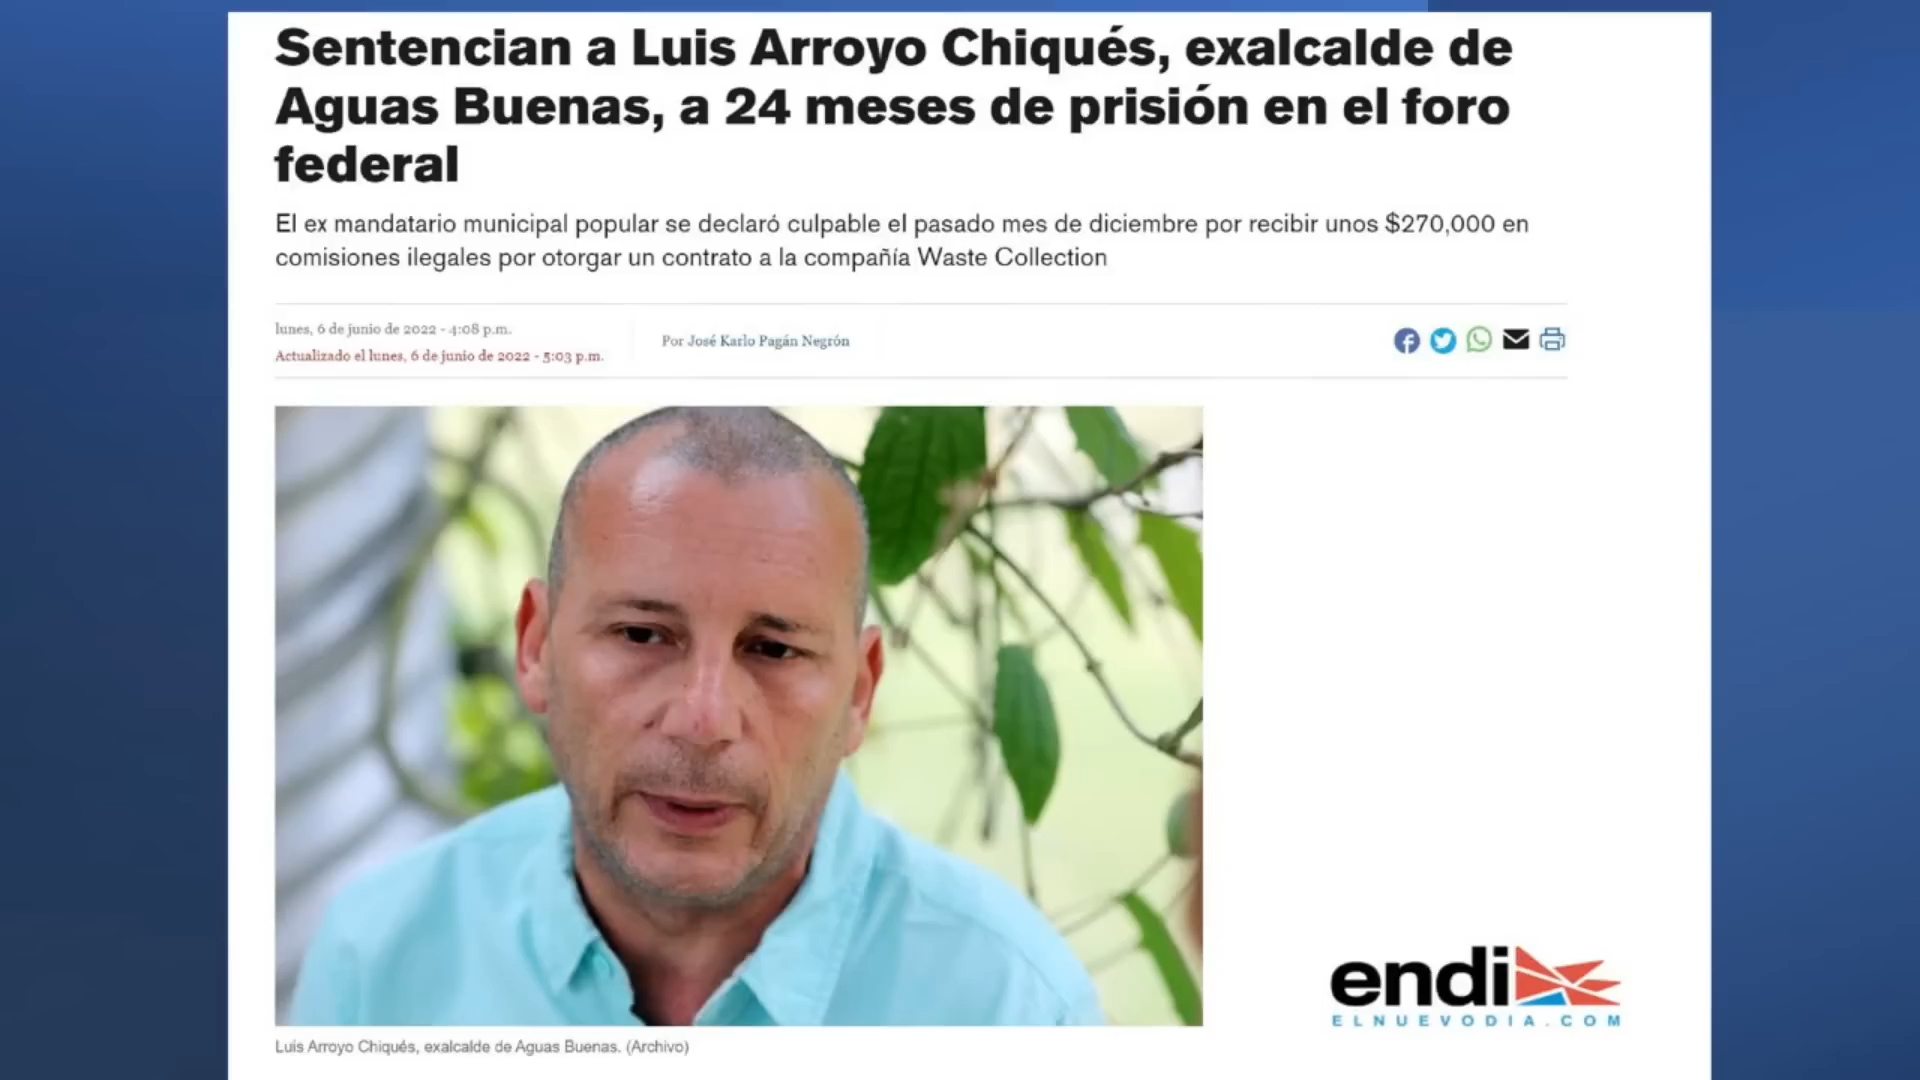 Sentencian a Luis Arroyo Chiqués, exalcalde de
Aguas Buenas, a 24 meses de prisión en el foro
federal
El ex mandatario municipal popular se declaró culpable el pasado mes de diciembre por recibir unos $270,000 en
comisiones ilegales por otorgar un contrato a la compañía Waste Collection
lunes, 6 de junio de 2022 - 4:08 p.m.
Actualizado el lunes, 6 de junio de 2022 - 5:03 p.m.
Por José Karlo Pagán Negrón
endi
ELNUEVODIA.COM
Luis Arroyo Chiqués, exalcalde de Aguas Buenas. (Archivo)